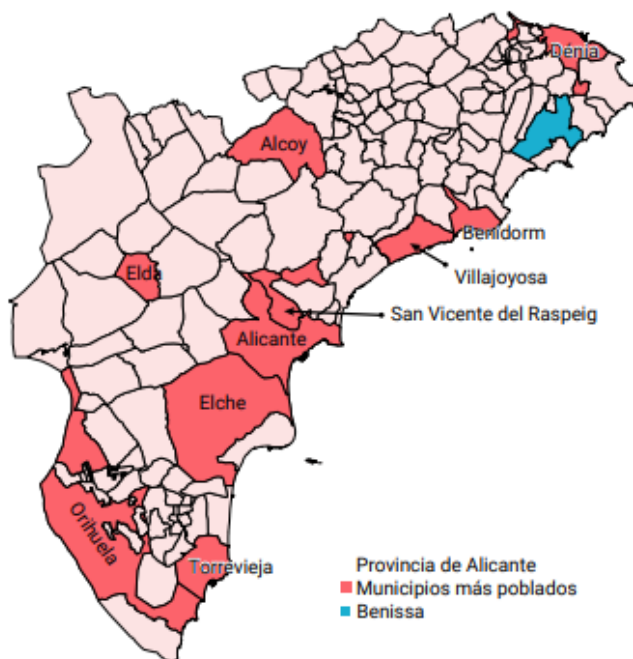 Dénia
Alcoy
Benidorm
Elda
Villajoyosa
San Vicente del Raspeig
Alicante
Elche
Orihuela
Torrevieja
Provincia de Alicante
Municipios más poblados
Benissa